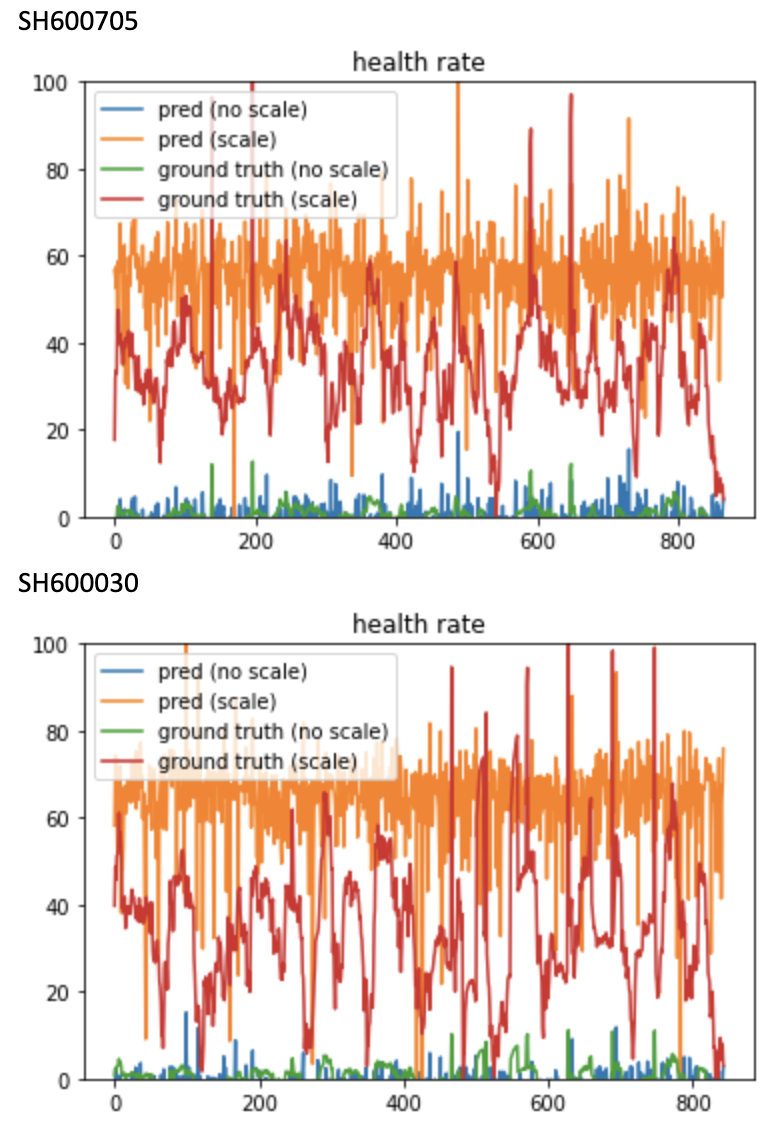 SH600705
health rate
100
80
60
40
20
0
pred (no scale)
pred (scale)
ground truth (no scale)
ground truth (scale)
0 200 400 600 800
SH600030
health rate
100
80
60
40
20
0
pred (no scale)
pred (scale)
ground truth (no scale)
ground truth (scale)
0 200 400 600 800